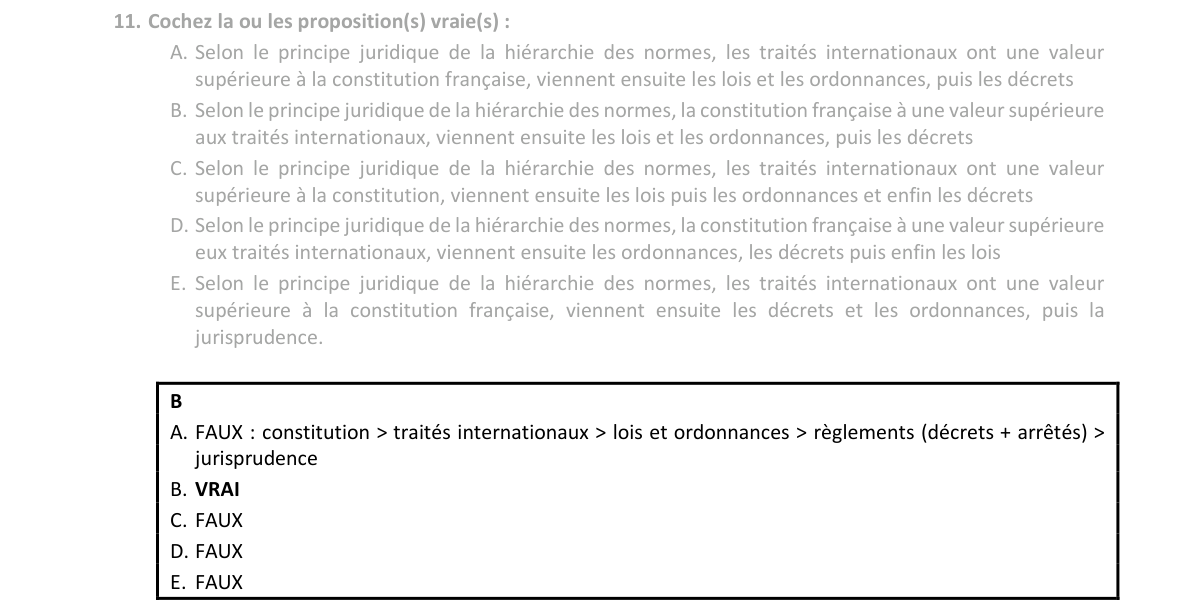 11. Cochez la ou les proposition(s) vraie(s) :
A. Selon le principe juridique de la hiérarchie des normes, les traités internationaux ont une valeur
supérieure à la constitution française, viennent ensuite les lois et les ordonnances, puis les décrets
B. Selon le principe juridique de la hiérarchie des normes, la constitution française à une valeur supérieure
aux traités internationaux, viennent ensuite les lois et les ordonnances, puis les décrets
C. Selon le principe juridique de la hiérarchie des normes, les traités internationaux ont une valeur
supérieure à la constitution, viennent ensuite les lois puis les ordonnances et enfin les décrets
D. Selon le principe juridique de la hiérarchie des normes, la constitution française à une valeur supérieure
eux traités internationaux, viennent ensuite les ordonnances, les décrets puis enfin les lois
E. Selon le principe juridique de la hiérarchie des normes, les traités internationaux ont une valeur
supérieure à la constitution française, viennent ensuite les décrets et les ordonnances, puis la
jurisprudence.
B
A. FAUX : constitution > traités internationaux > lois et ordonnances > règlements (décrets + arrêtés) >
jurisprudence
B. VRAI
C. FAUX
D. FAUX
E. FAUX